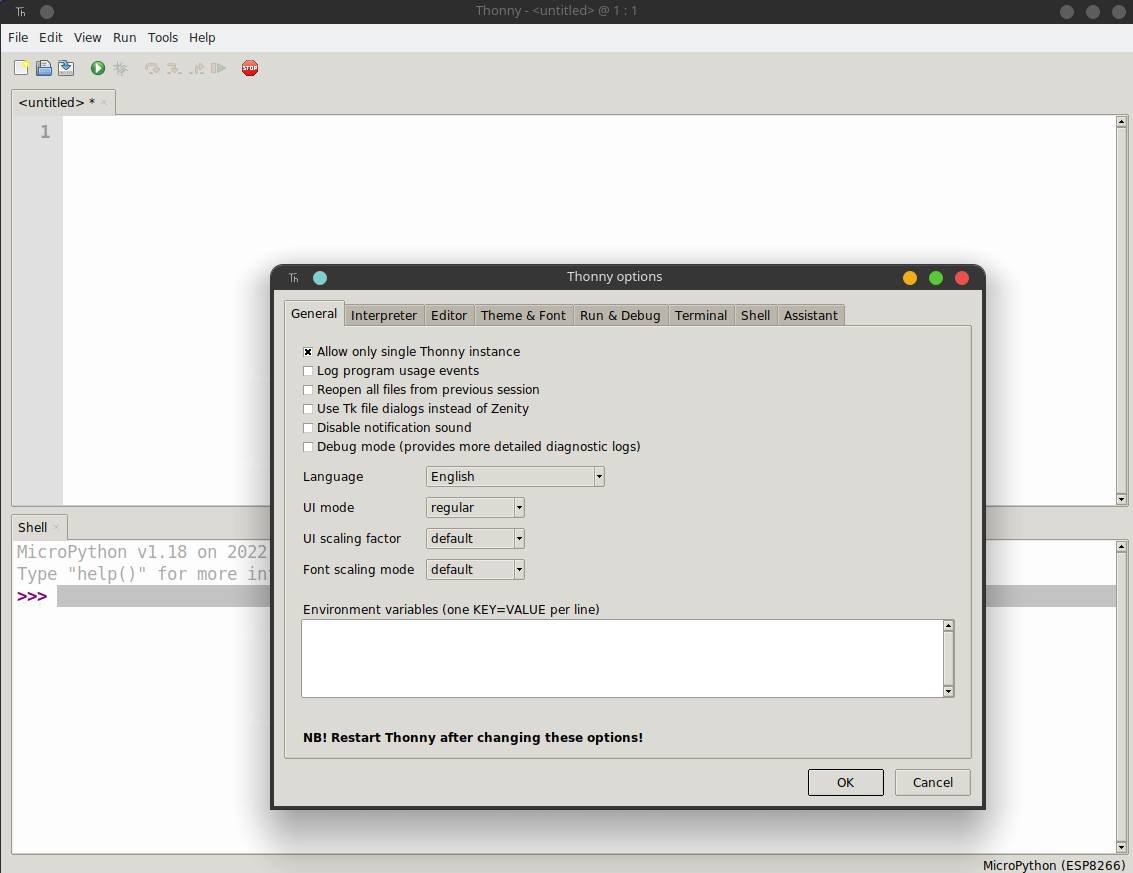 Th
Thonny - <untitled> @ 1 : 1
File Edit View Run Tools Help
STOP
<untitled> *
1
Th
Thonny options
General Interpreter Editor Theme & Font Run & Debug Terminal Shell Assistant
Allow only single Thonny instance
Log program usage events
Reopen all files from previous session
Use Tk file dialogs instead of Zenity
Disable notification sound
Debug mode (provides more detailed diagnostic logs)
Language English
UI mode regular
UI scaling factor default
Font scaling mode default
Environment variables (one KEY=VALUE per line)
NB! Restart Thonny after changing these options!
OK Cancel
Shell
MicroPython v1.18 on 2022
Type "help()" for more
>>>
MicroPython (ESP8266)